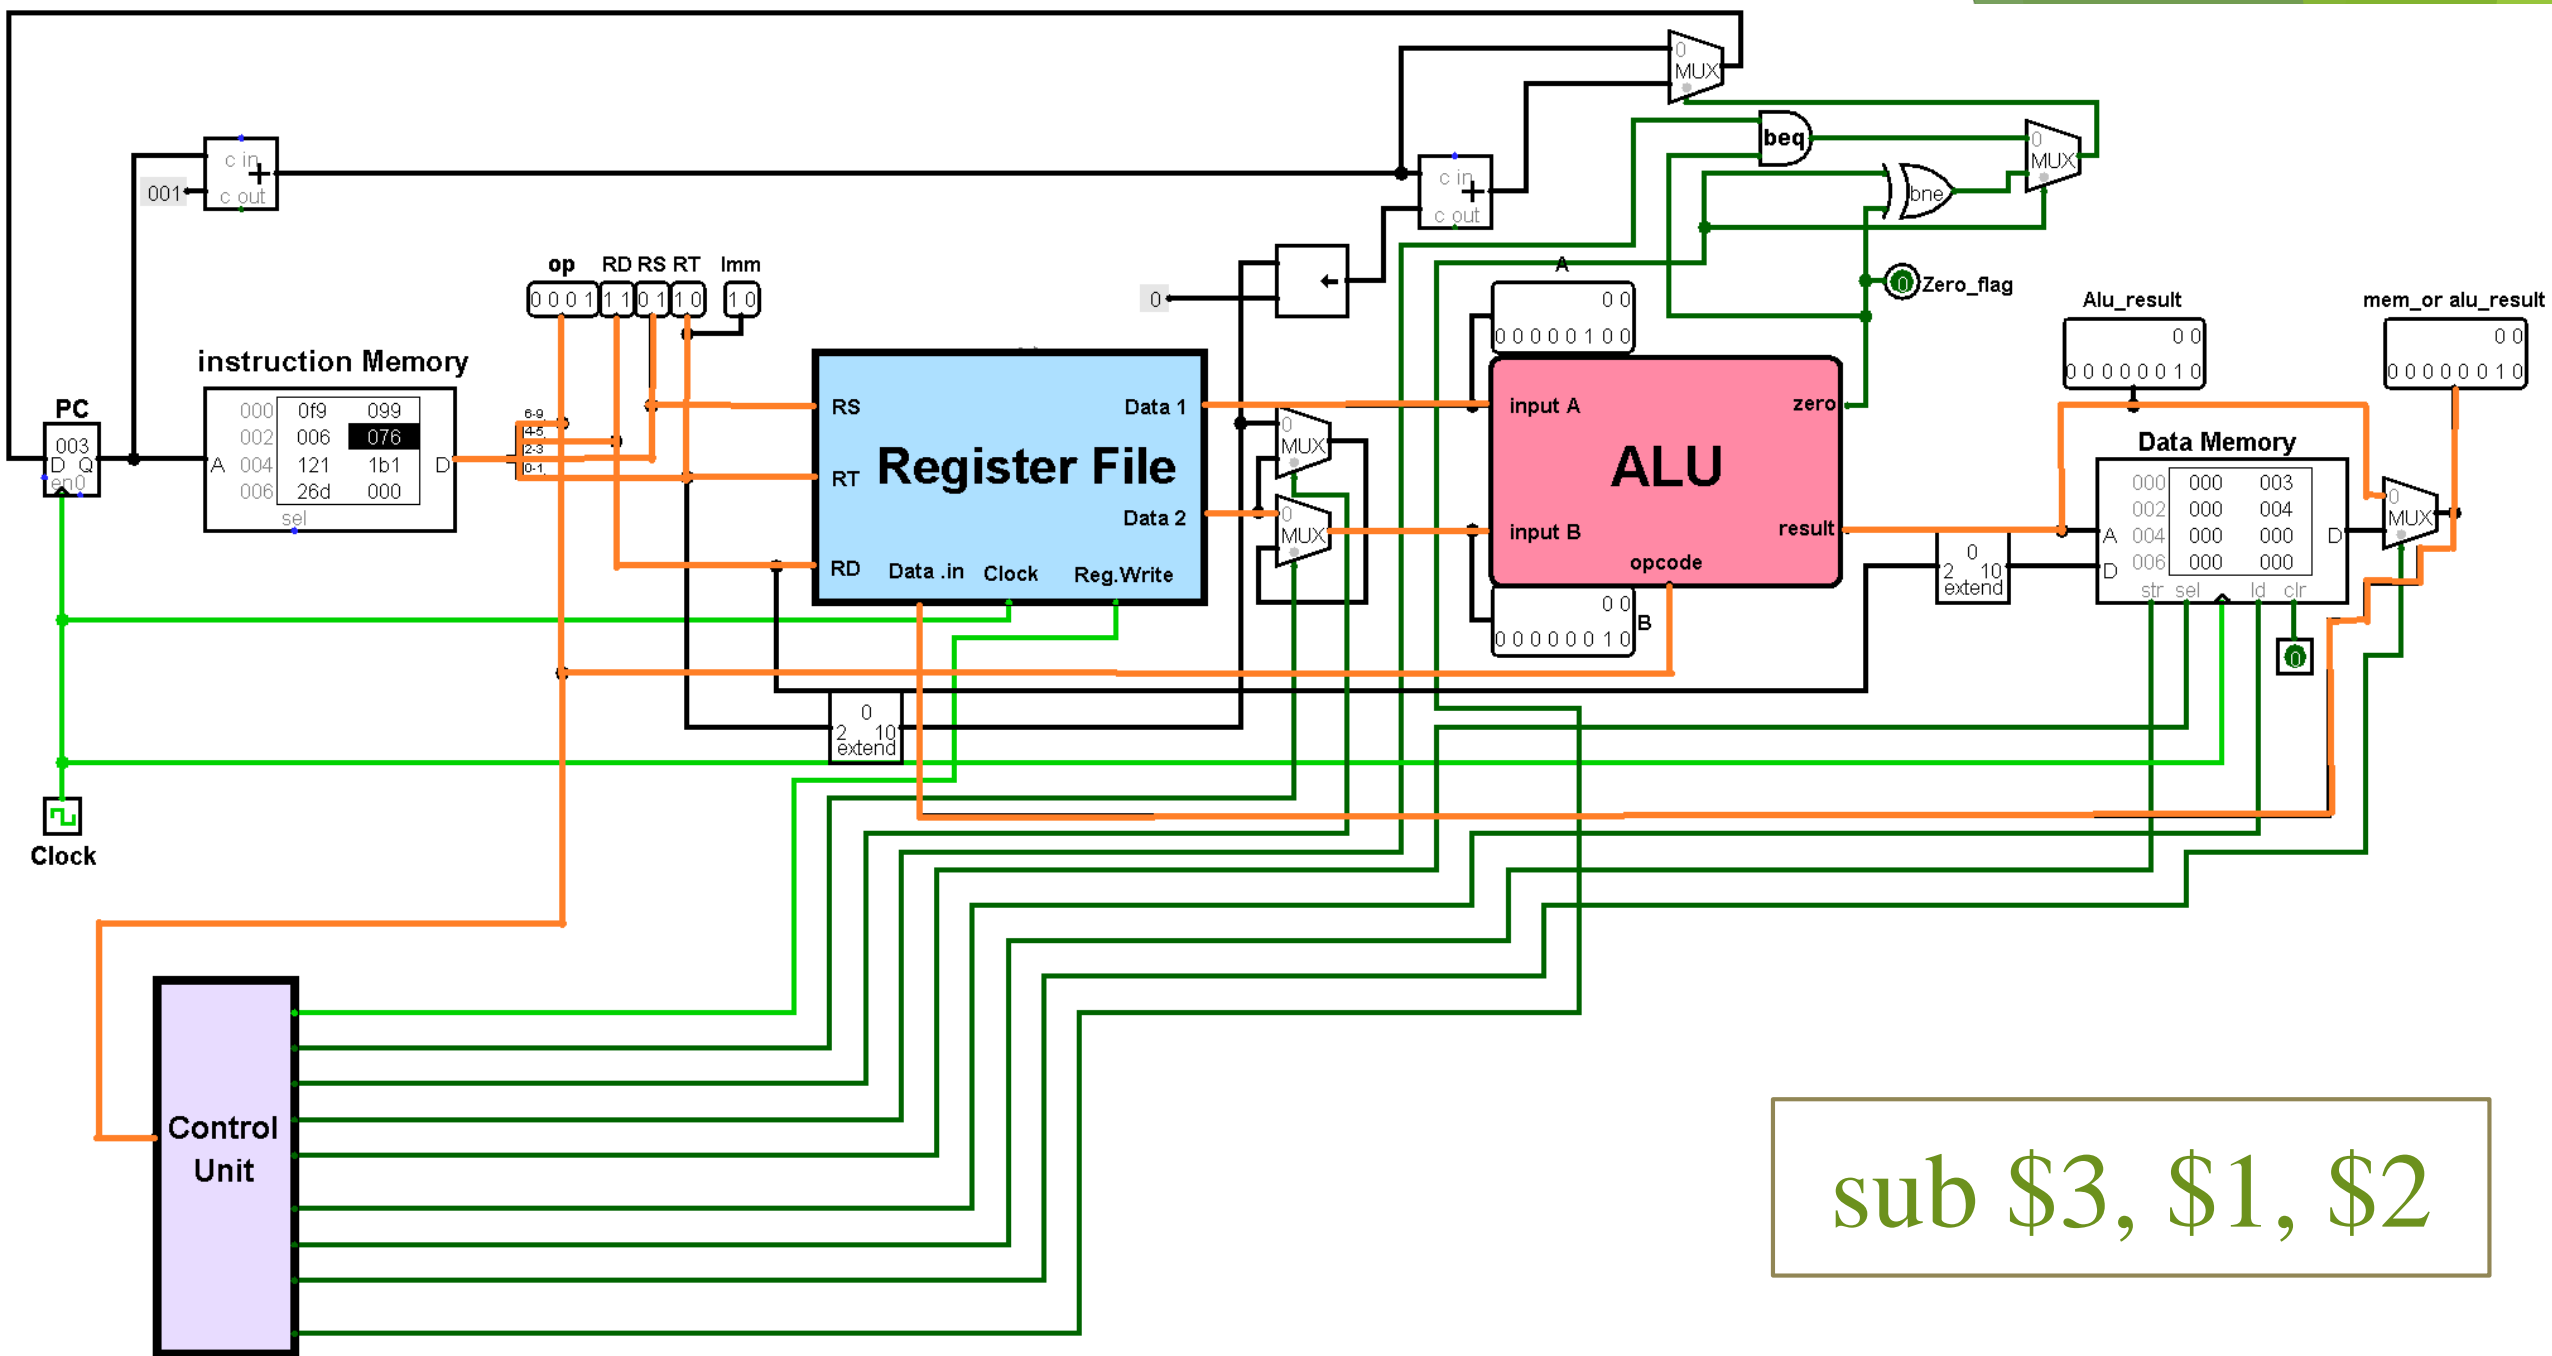 0
MUX
beq
0
MUX
c in
+
c out
001
c in
+
c out
bne
op RD RS RT Imm
0 0 0 1 1 1 0 1 1 0 1 0
0
←
A
0 0
0 0 0 0 0 1 0 0
0 Zero_flag
Alu_result
0 0
0 0 0 0 0 0 1 0
mem_or alu_result
0 0
0 0 0 0 0 0 1 0
instruction Memory
PC
003
D Q
en 0
A
000 0f9 099
002 006 076
004 121 1b1
006 26d 000
D
sel
6-9
4-5
2-3
0-1
RS
RT
RD
Register File
Data 1
Data 2
Data .in Clock Reg.Write
0
MUX
0
MUX
input A
input B
ALU
zero
result
opcode
0 0
0 0 0 0 0 0 1 0
B
Data Memory
000 000 003
002 000 004
004 000 000
006 000 000
A
D
D
str sel ld clr
0
0
2 10
extend
0
MUX
0
2 10
extend
Clock
Control
Unit
sub $3, $1, $2